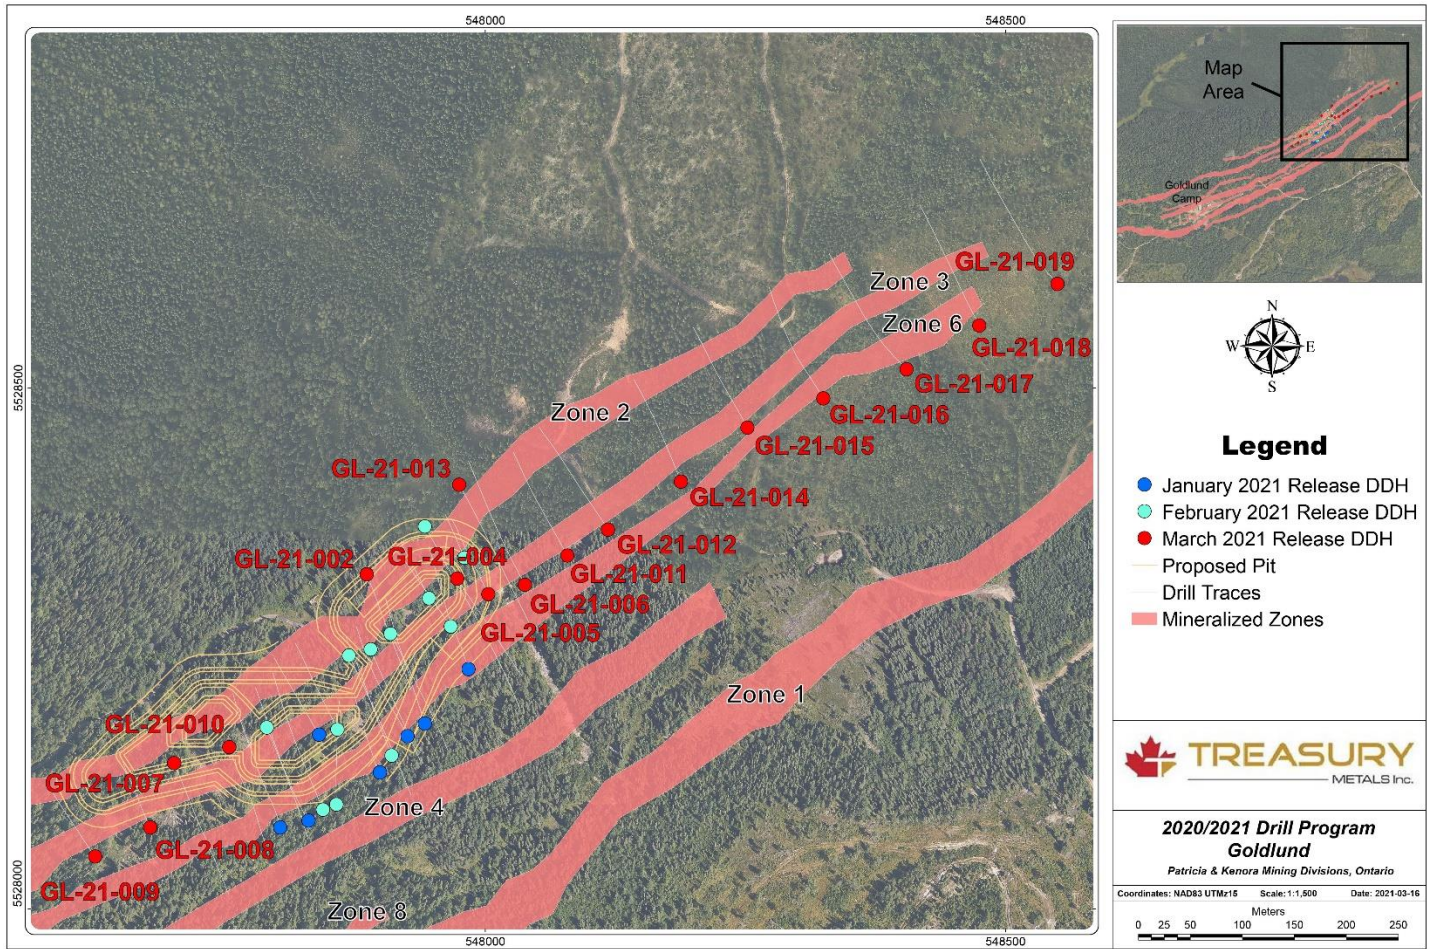 548000
548500
5528500
5528000
GL-21-019
Zone 3
Zone 6
GL-21-018
GL-21-017
GL-21-016
Zone 2
GL-21-015
GL-21-013
GL-21-014
GL-21-012
GL-21-002
GL-21-004
GL-21-011
GL-21-006
GL-21-005
Zone 1
GL-21-010
GL-21-007
Zone 4
GL-21-008
GL-21-009
Zone 8
548000
548500
Map
Area
Goldlund
Camp
N
W
E
S
Legend
January 2021 Release DDH
February 2021 Release DDH
March 2021 Release DDH
Proposed Pit
Drill Traces
Mineralized Zones
TREASURY
METALS Inc.
2020/2021 Drill Program
Goldlund
Patricia & Kenora Mining Divisions, Ontario
Coordinates: NAD83 UTMz15 Scale: 1:1,500 Date: 2021-03-16
Meters
0 25 50 100 150 200 250